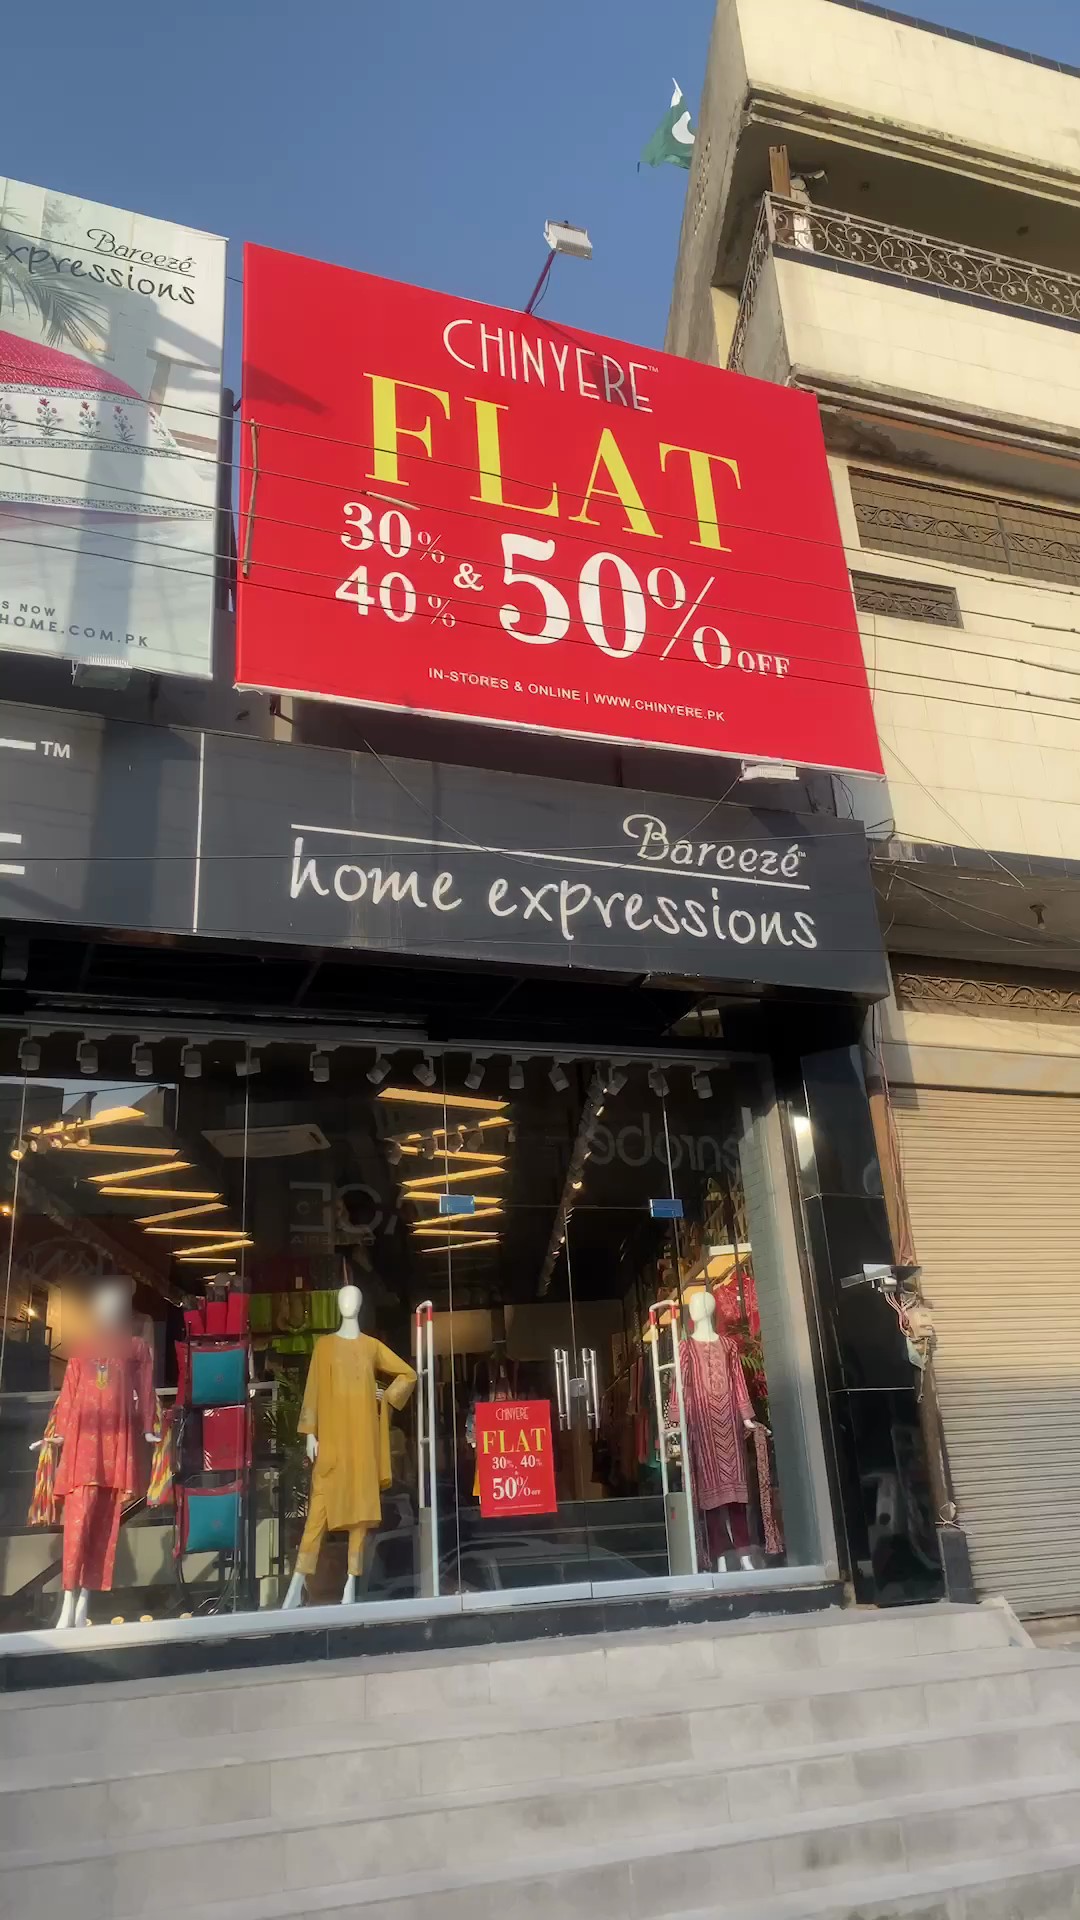 Bareezé
xpressions
S NOW
HOME.COM.PK
CHINYERE™
FLAT
30%
40% & 50% OFF
IN-STORES & ONLINE | WWW.CHINYERE.PK
TM
Bareezé™
home expressions
CHINYERE
FLAT
30%, 40%
&
50% OFF